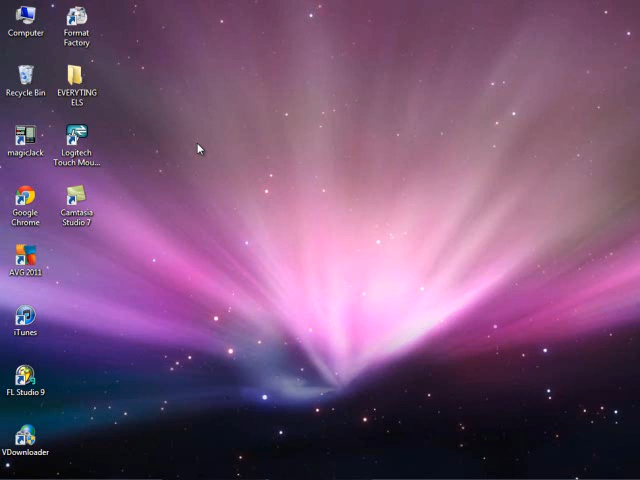 Computer
Format
Factory
Recycle Bin
EVERYTING
ELS
magicJack
Logitech
Touch Mou...
Google
Chrome
Camtasia
Studio 7
AVG 2011
iTunes
FL Studio 9
VDownloader